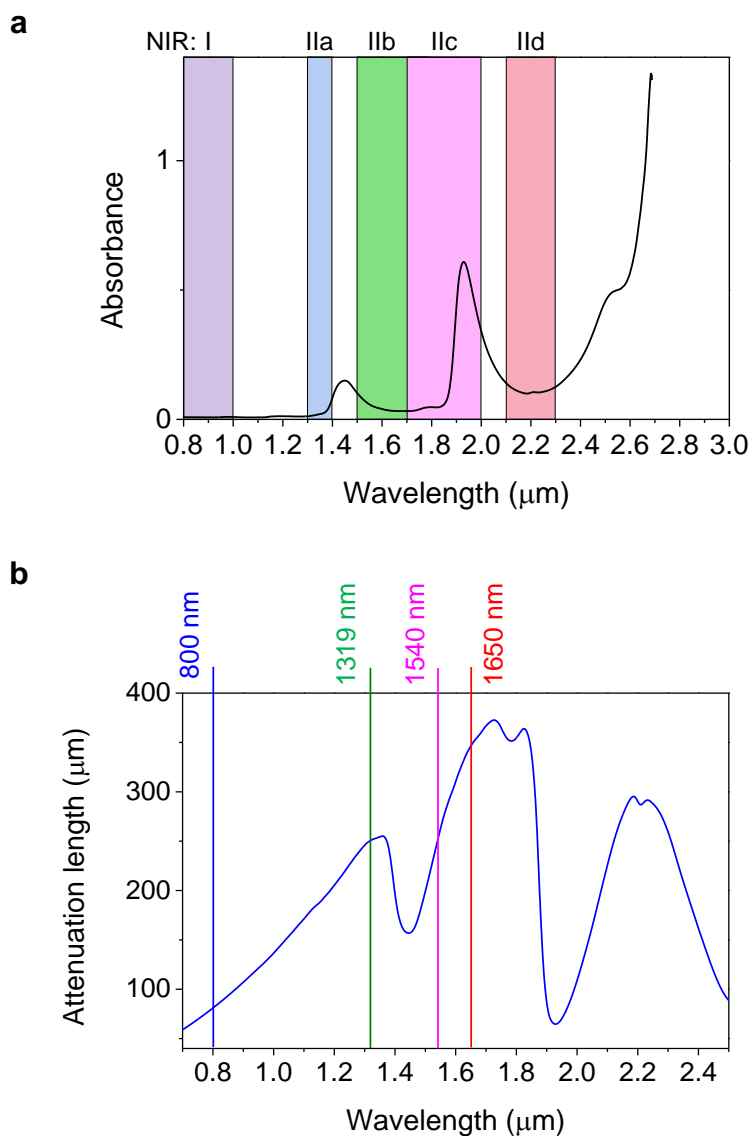 a
NIR: I IIa IIb IIc IId
1
0
Absorbance
0.8 1.0 1.2 1.4 1.6 1.8 2.0 2.2 2.4 2.6 2.8 3.0
Wavelength (μm)
b
800 nm 1319 nm 1540 nm 1650 nm
400
300
200
100
Attenuation length (μm)
0.8 1.0 1.2 1.4 1.6 1.8 2.0 2.2 2.4
Wavelength (μm)